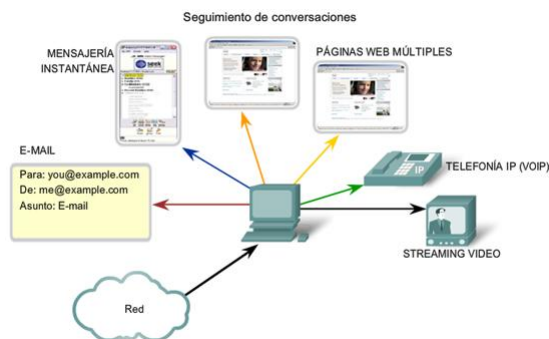 Seguimiento de conversaciones
MENSAJERÍA
INSTANTÁNEA
PÁGINAS WEB MÚLTIPLES
E-MAIL
Para: you@example.com
De: me@example.com
Asunto: E-mail
IP
TELEFONÍA IP (VOIP)
STREAMING VIDEO
Red